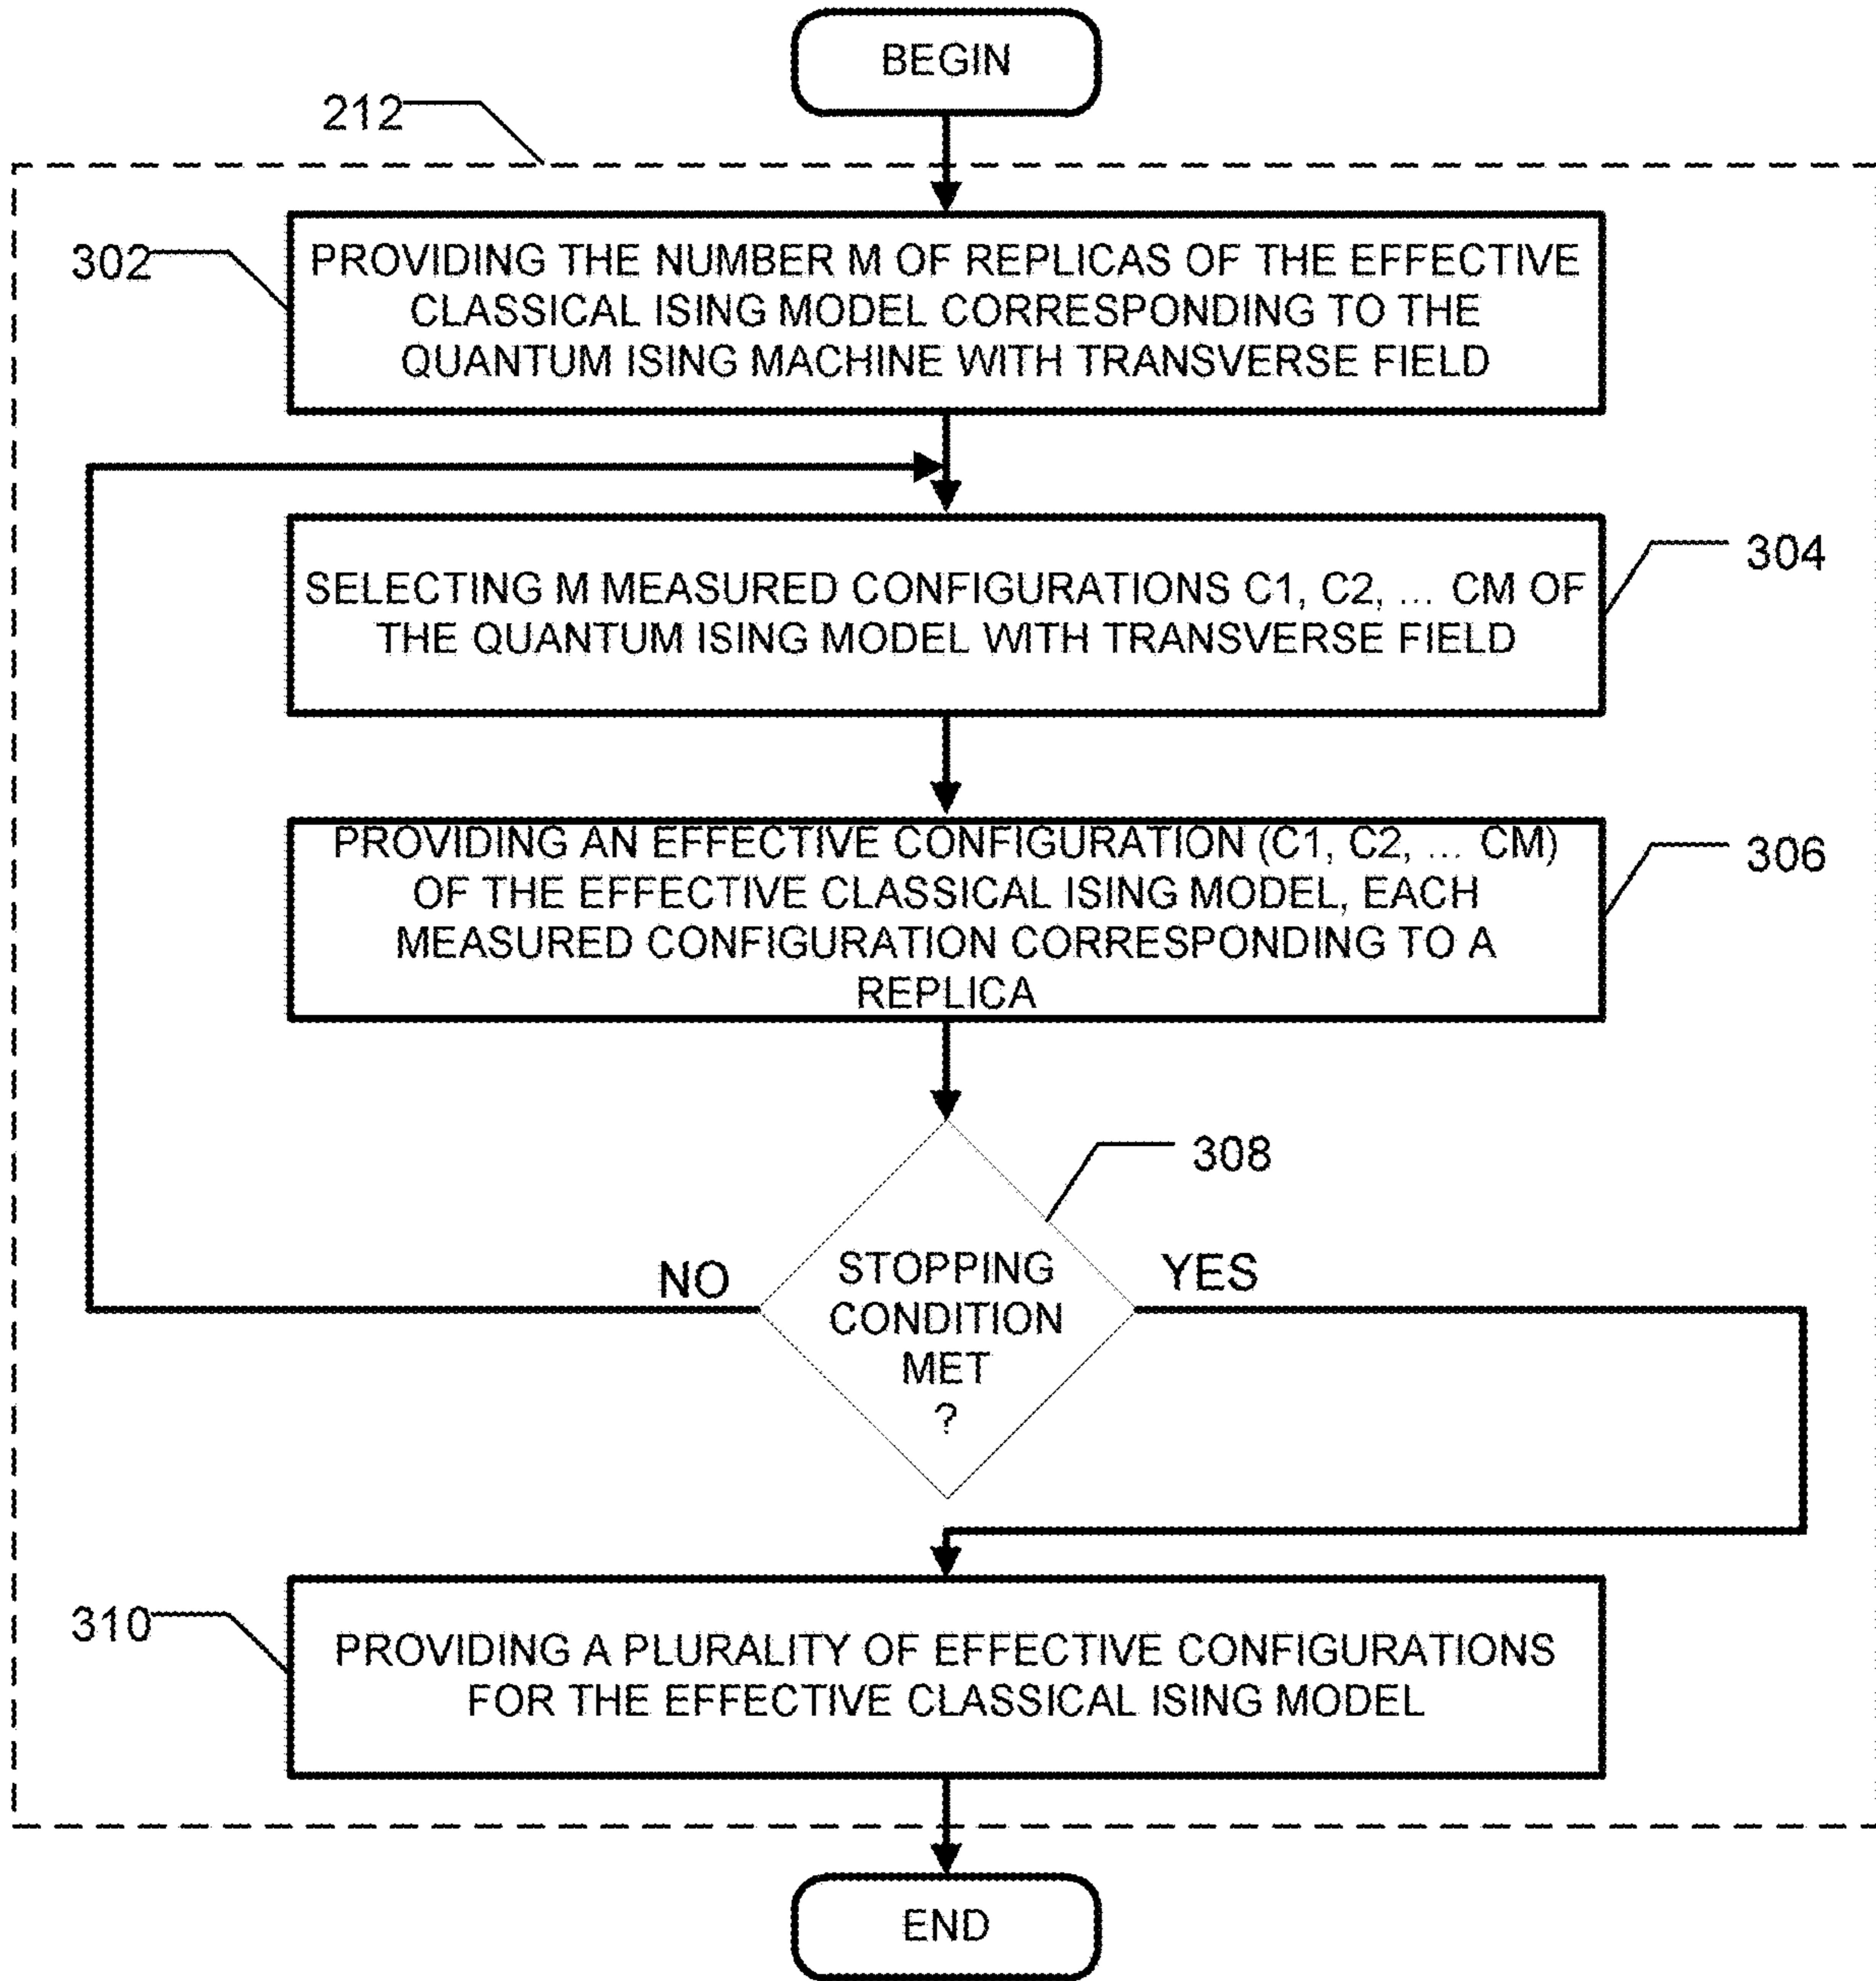 BEGIN
212
302
PROVIDING THE NUMBER M OF REPLICAS OF THE EFFECTIVE
CLASSICAL ISING MODEL CORRESPONDING TO THE
QUANTUM ISING MACHINE WITH TRANSVERSE FIELD
304
SELECTING M MEASURED CONFIGURATIONS C1, C2, ... CM OF
THE QUANTUM ISING MODEL WITH TRANSVERSE FIELD
306
PROVIDING AN EFFECTIVE CONFIGURATION (C1, C2, ... CM)
OF THE EFFECTIVE CLASSICAL ISING MODEL, EACH
MEASURED CONFIGURATION CORRESPONDING TO A
REPLICA
308
NO
STOPPING
CONDITION
MET
?
YES
310
PROVIDING A PLURALITY OF EFFECTIVE CONFIGURATIONS
FOR THE EFFECTIVE CLASSICAL ISING MODEL
END